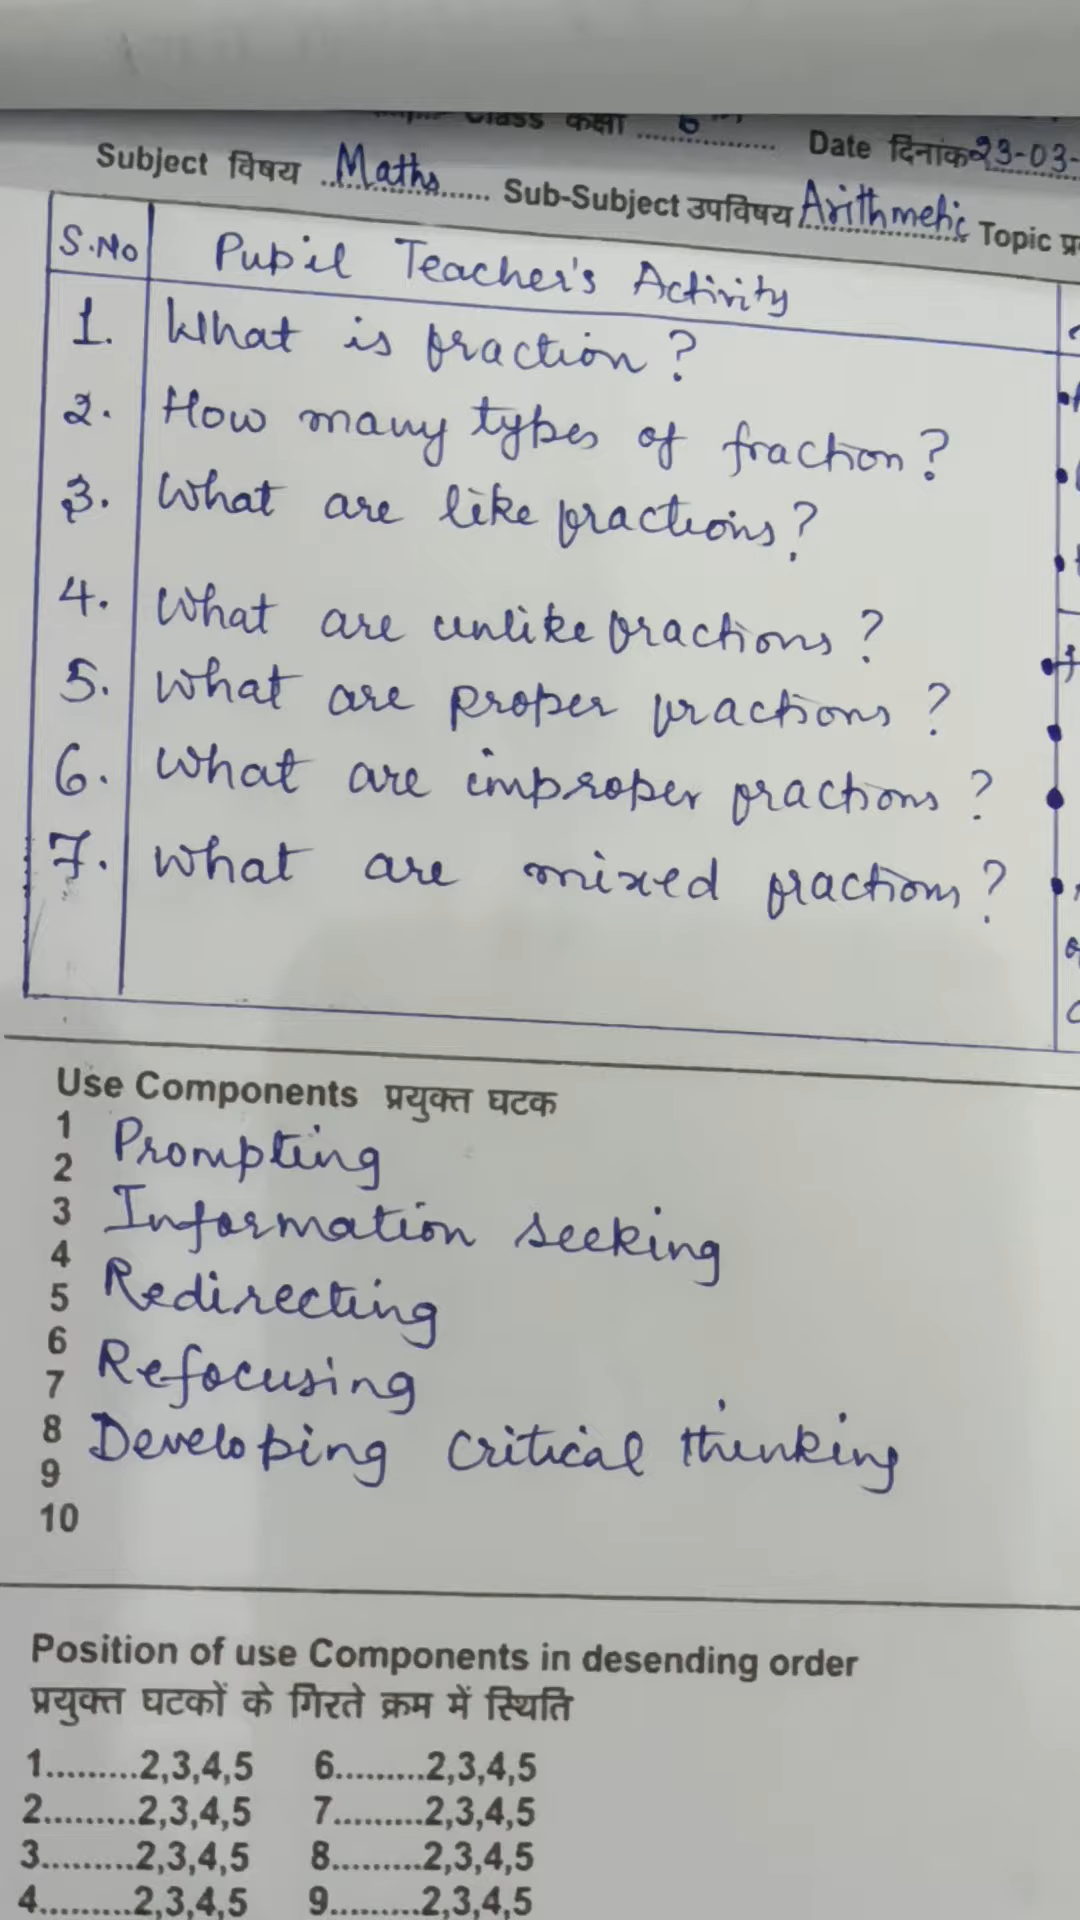 Class कक्षा ..........
Date दिनांक 23-03-
Subject विषय Maths Sub-Subject उपविषय Arithmetic Topic
S.No Pupil Teacher's Activity
1. What is fraction?
2. How many types of fraction?
3. What are like fractions?
4. What are unlike fractions?
5. What are proper fractions?
6. What are improper fractions?
7. What are mixed fractions?
Use Components प्रयुक्त घटक
1
Prompting
2
3
Information seeking
4
5
Redirecting
6
7
Refocusing
8
Developing critical thinking
9
10
Position of use Components in desending order
प्रयुक्त घटकों के गिरते क्रम में स्थिति
1.........2,3,4,5 6.........2,3,4,5
2.........2,3,4,5 7.........2,3,4,5
3.........2,3,4,5 8.........2,3,4,5
4.........2,3,4,5 9.........2,3,4,5